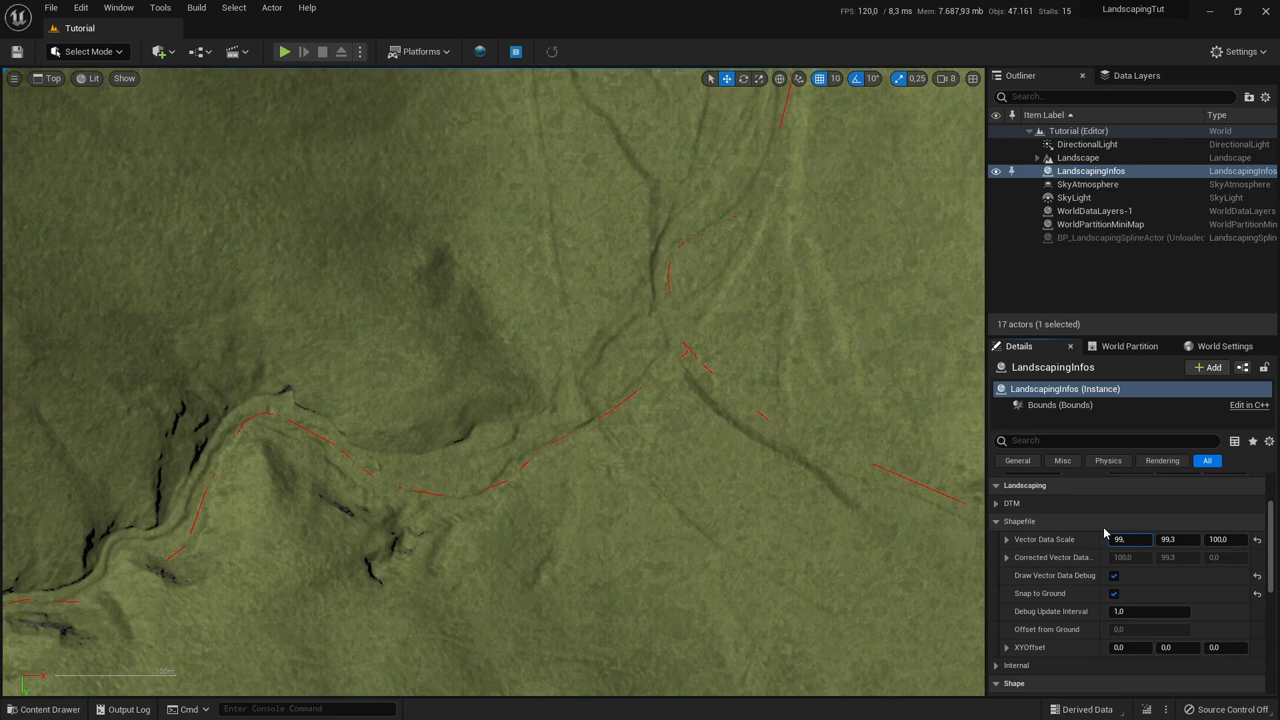 File Edit Window Tools Build Select Actor Help
FPS: 120,0 / 8,3 ms Mem: 7.687,93 mb Objs: 47.161 Stalls: 15
LandscapingTut
Tutorial
Select Mode
Platforms
Settings
Top Lit Show
10 10° 0,25 8
Outliner
Data Layers
Search...
Item Label Type
Tutorial (Editor) World
DirectionalLight DirectionalLight
Landscape Landscape
LandscapingInfos LandscapingInfos
SkyAtmosphere SkyAtmosphere
SkyLight SkyLight
WorldDataLayers-1 WorldDataLayers
WorldPartitionMiniMap WorldPartitionMin
BP_LandscapingSplineActor (Unloaded LandscapingSplin
17 actors (1 selected)
Details
World Partition
World Settings
LandscapingInfos
Add
LandscapingInfos (Instance)
Bounds (Bounds) Edit in C++
Search
General Misc Physics Rendering All
Landscaping
DTM
Shapefile
Vector Data Scale 99, 99,3 100,0
Corrected Vector Data... 100,0 99,3 0,0
Draw Vector Data Debug
Snap to Ground
Debug Update Interval 1,0
Offset from Ground 0,0
XYOffset 0,0 0,0 0,0
Internal
Shape
100m
x
y
Content Drawer Output Log Cmd Enter Console Command
Derived Data Source Control Off